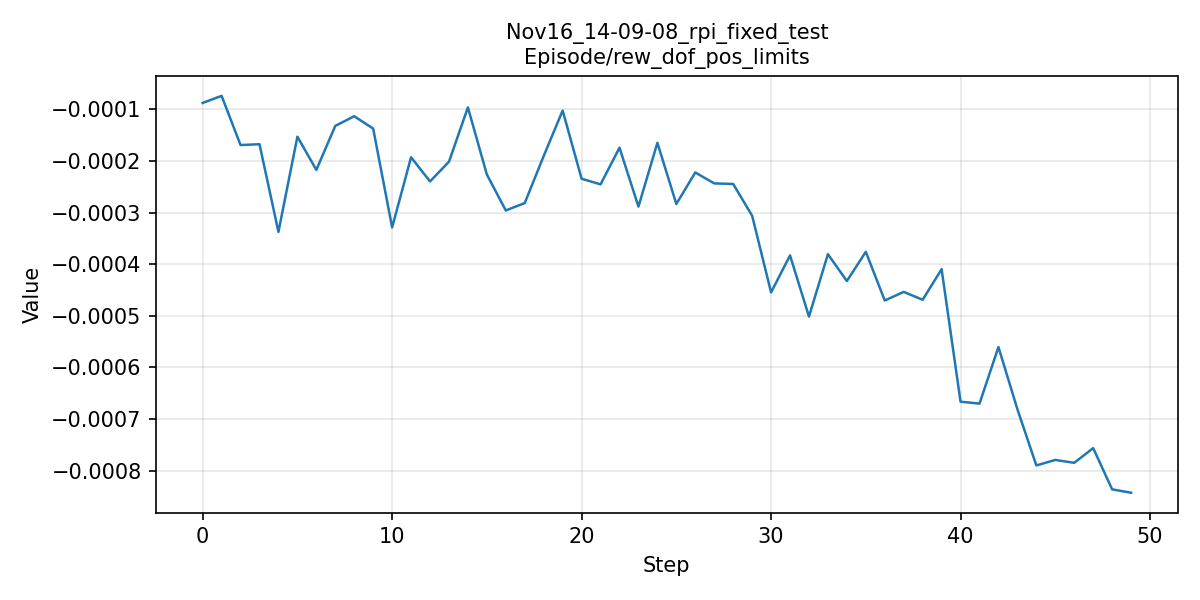 Nov16_14-09-08_rpi_fixed_test
Episode/rew_dof_pos_limits
−0.0001
−0.0002
−0.0003
−0.0004
−0.0005
−0.0006
−0.0007
−0.0008
Value
0 10 20 30 40 50
Step